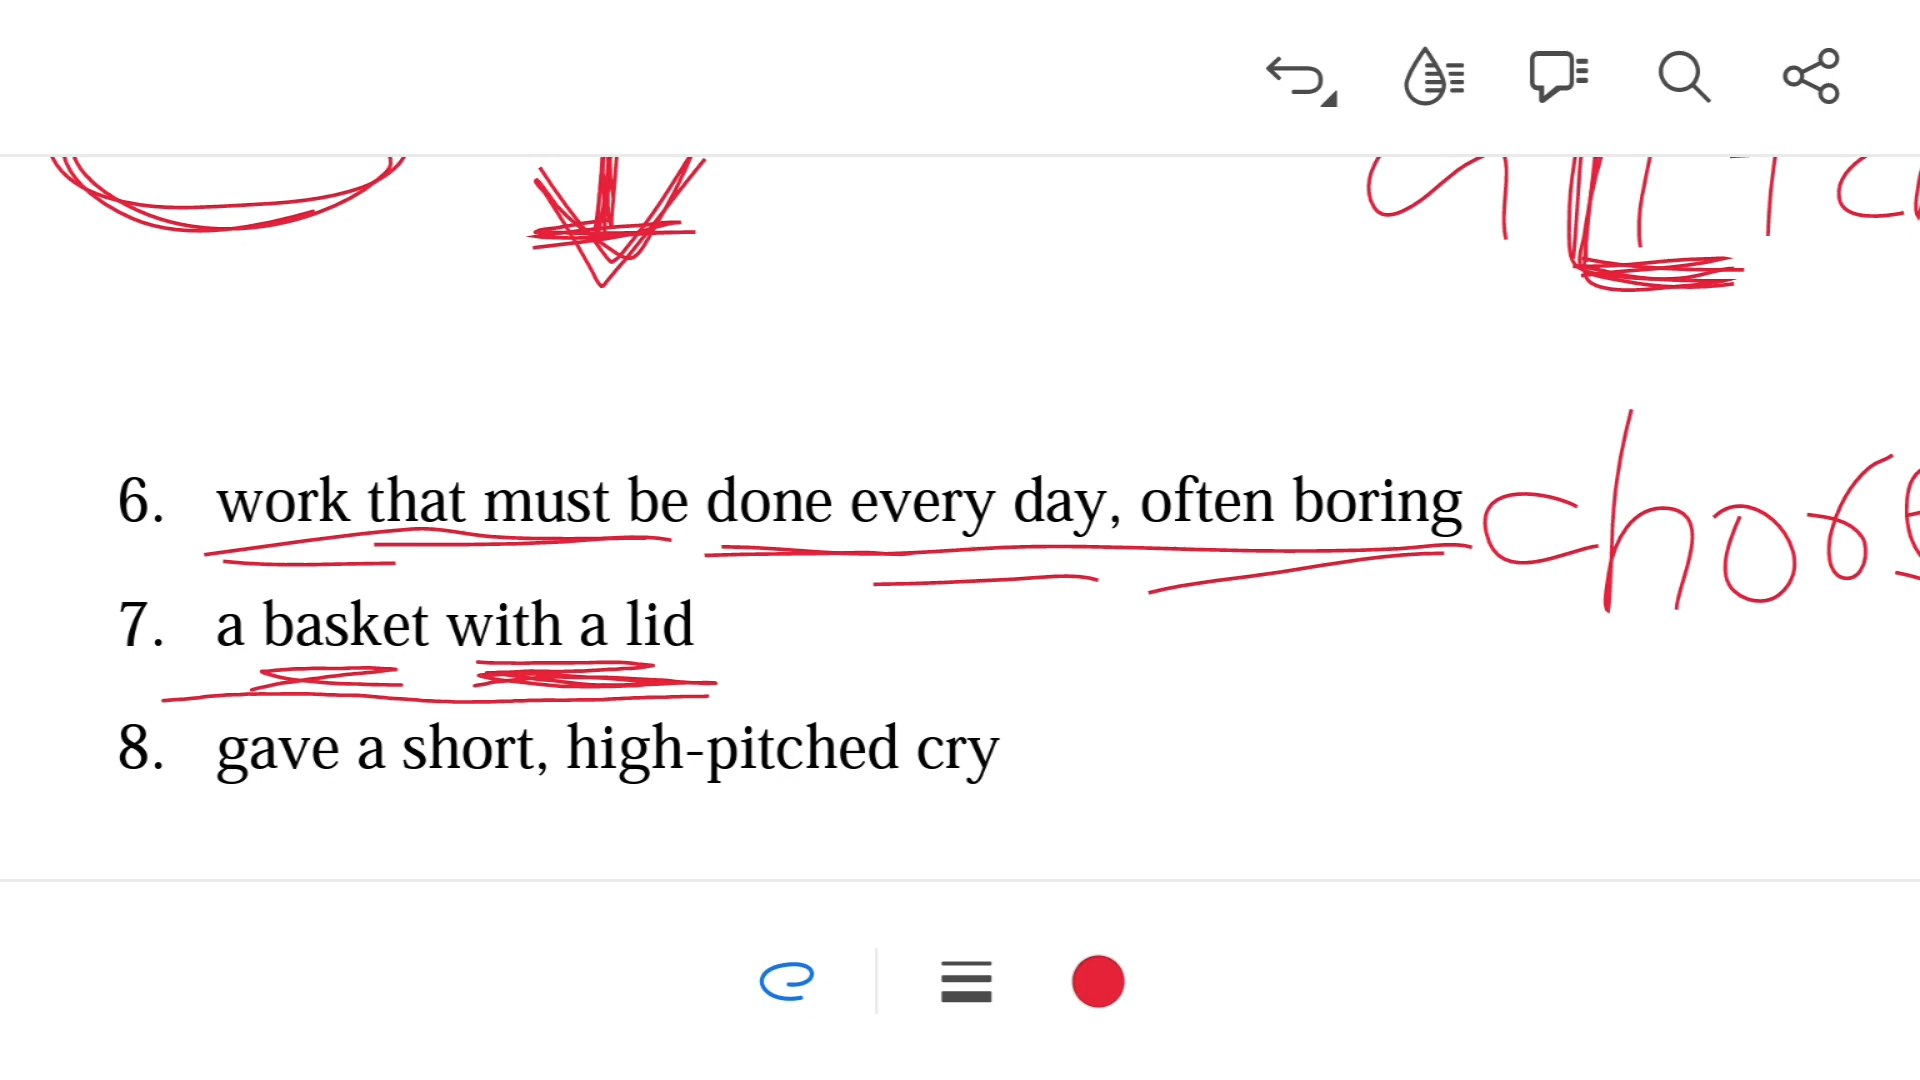 6. work that must be done every day, often boring chore
7. a basket with a lid
8. gave a short, high-pitched cry